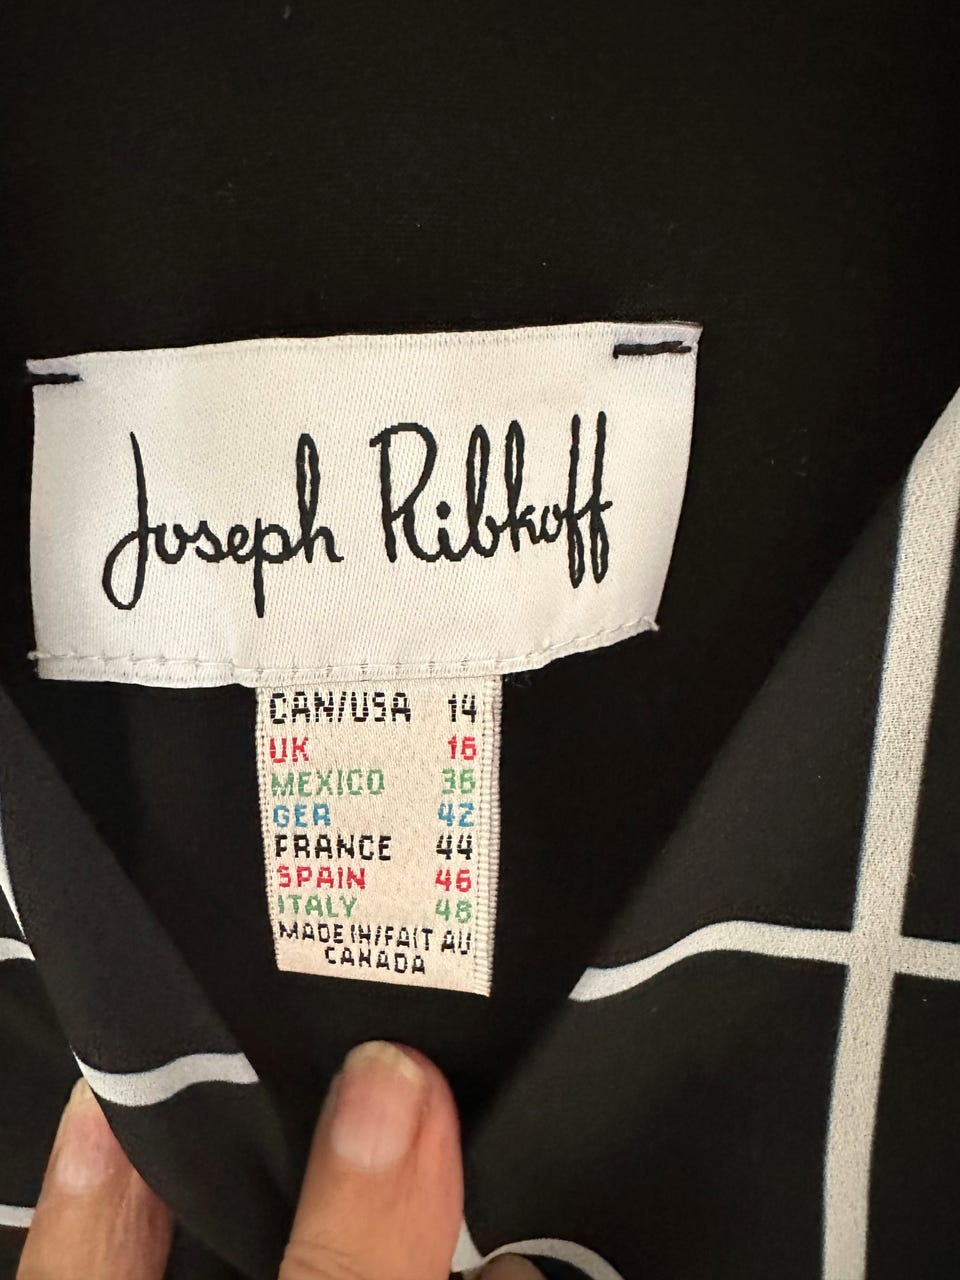 Joseph Ribkoff
CAN/USA 14
UK 16
MEXICO 36
GER 42
FRANCE 44
SPAIN 46
ITALY 48
MADE IN/FAIT AU
CANADA